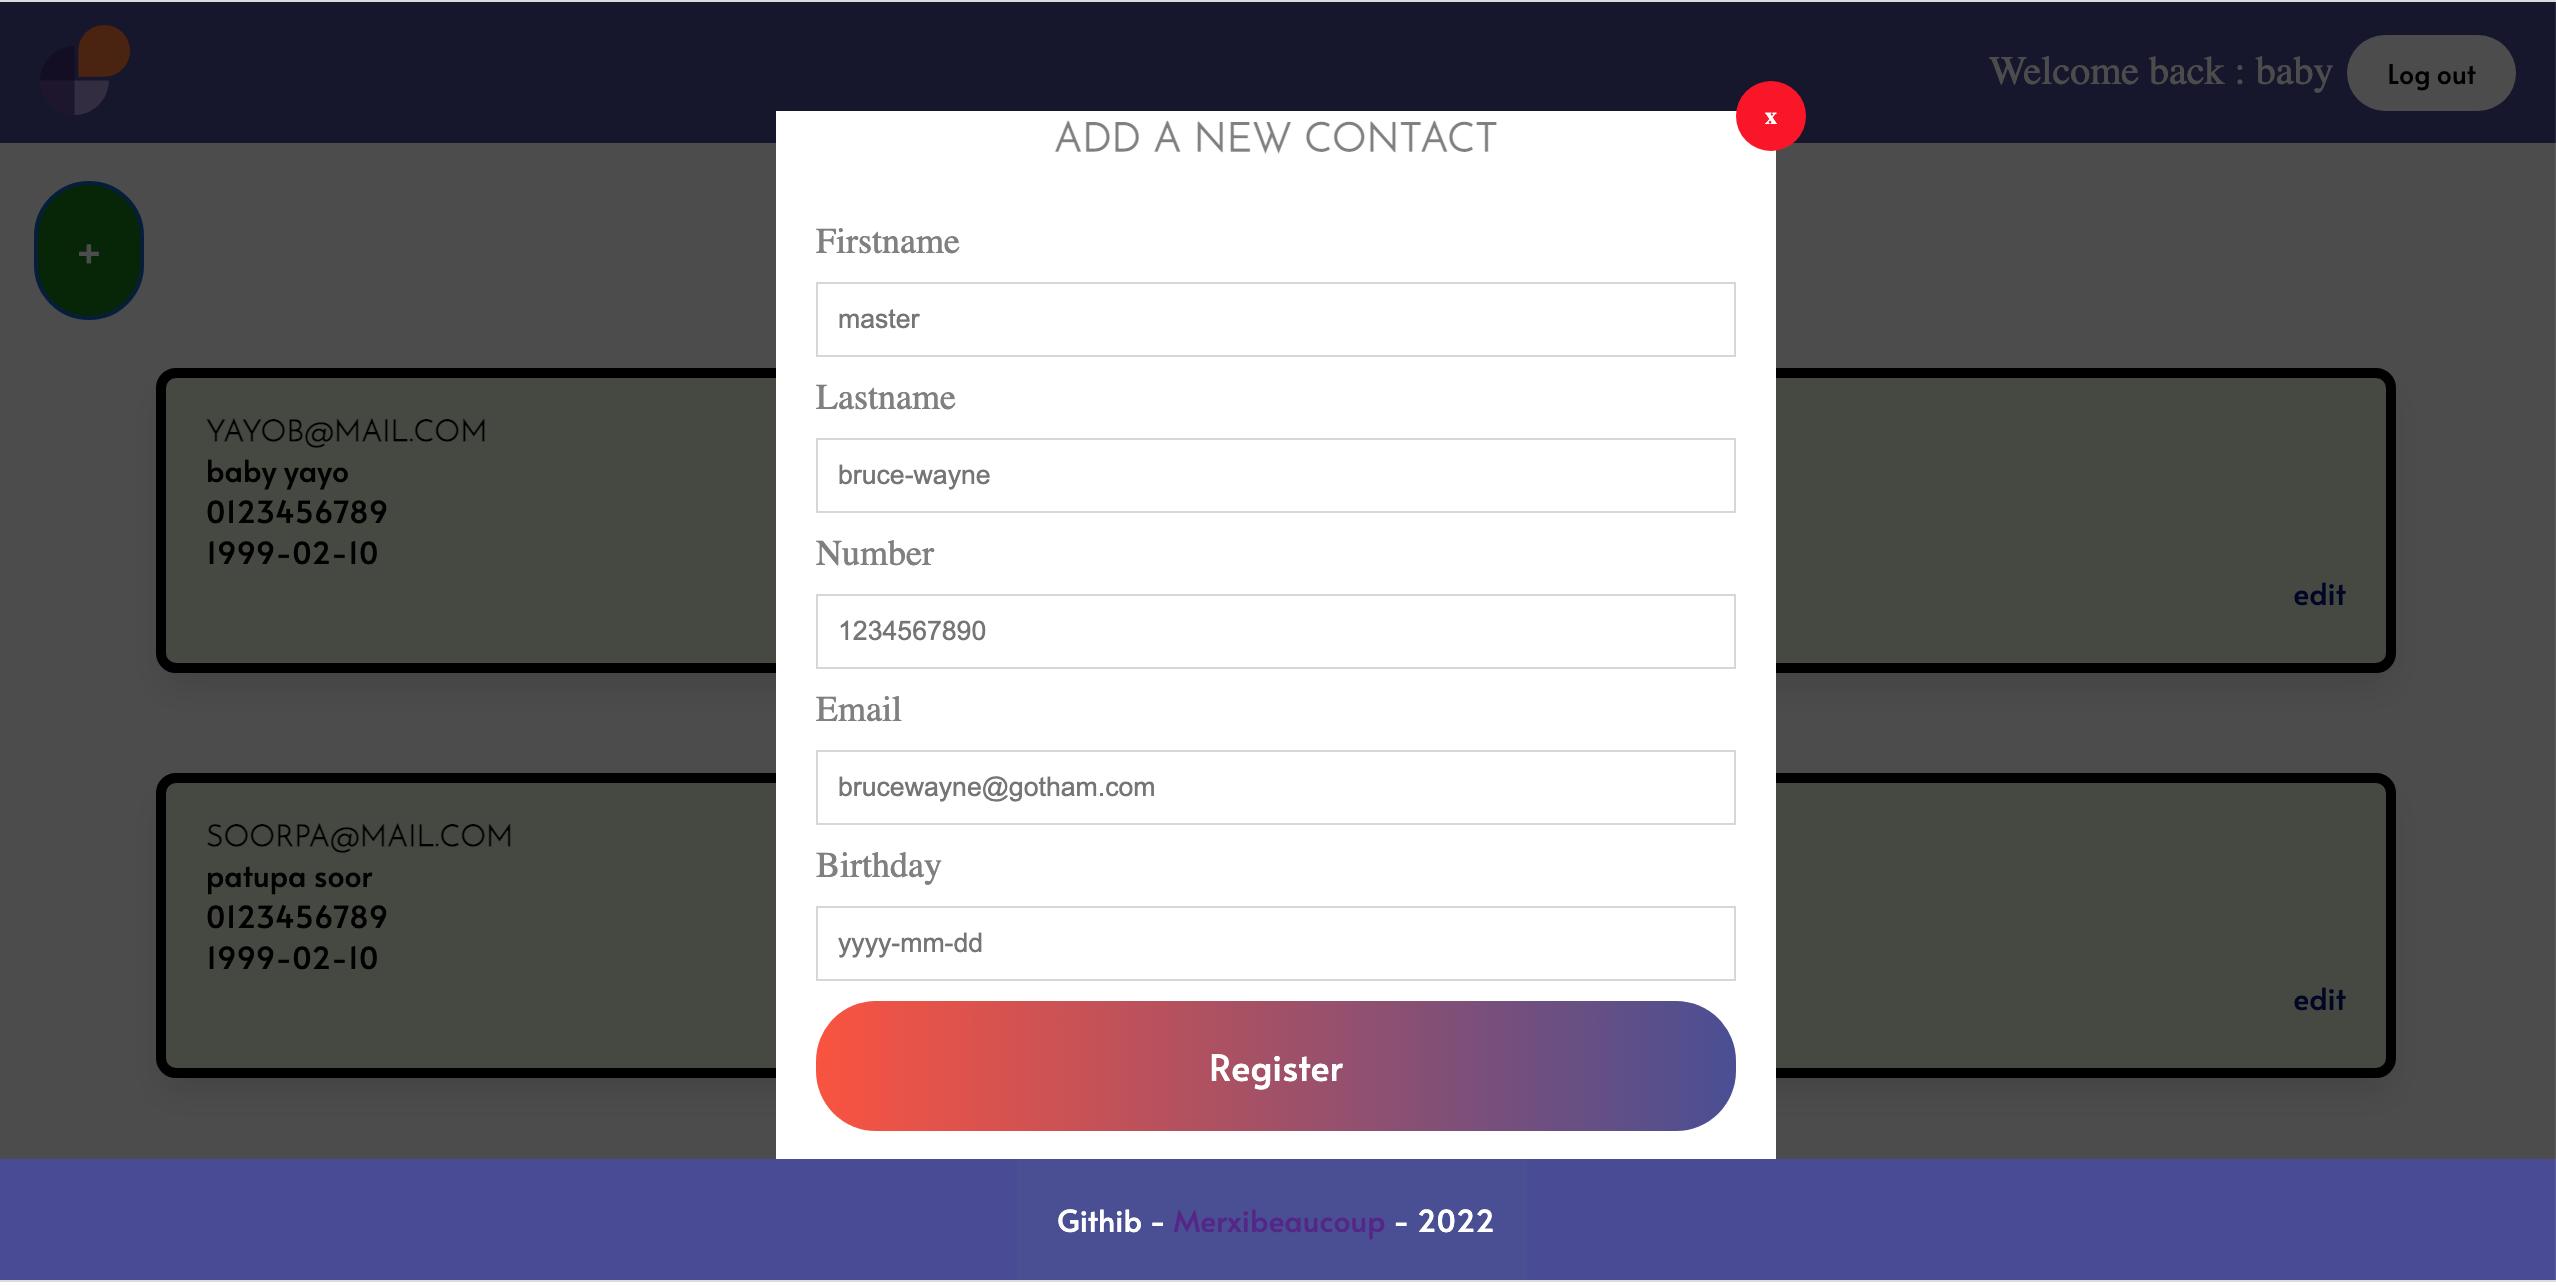 Welcome back : baby
Log out
x
ADD A NEW CONTACT
+
Firstname
master
Lastname
bruce-wayne
Number
1234567890
Email
brucewayne@gotham.com
Birthday
yyyy-mm-dd
Register
YAYOB@MAIL.COM
baby yayo
0123456789
1999-02-10
edit
SOORPA@MAIL.COM
patupa soor
0123456789
1999-02-10
edit
Githib - Merxibeaucoup - 2022